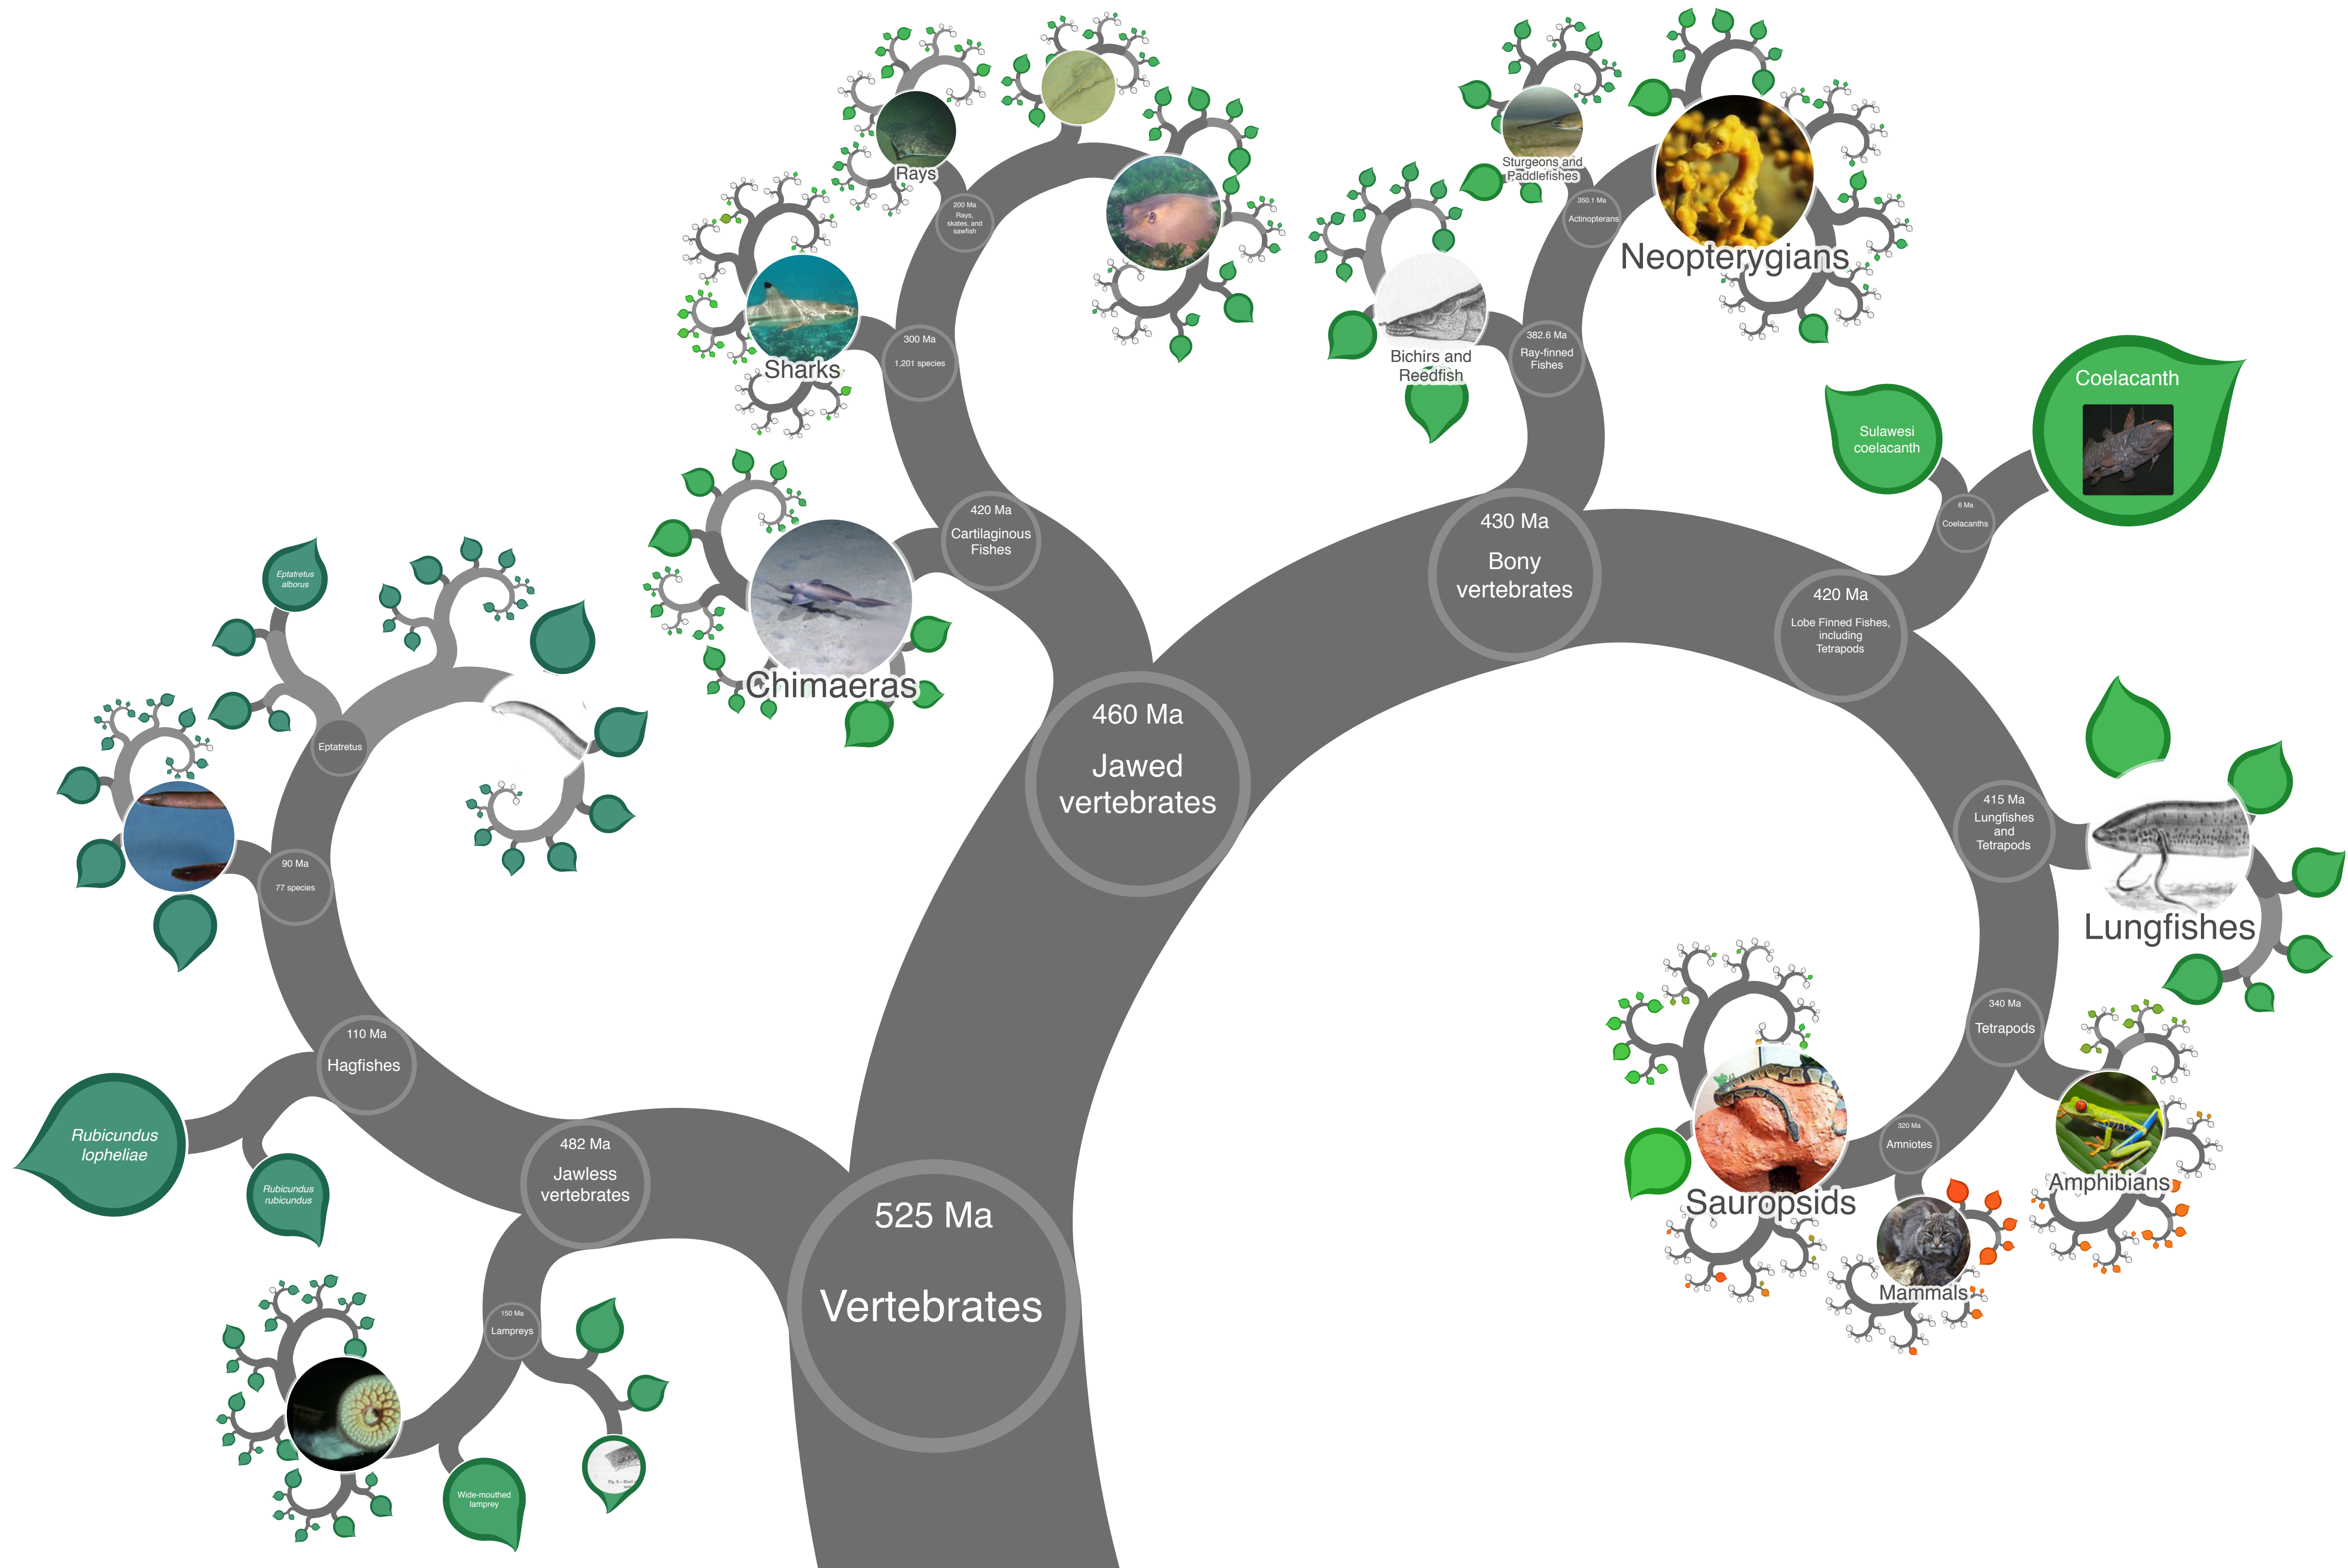 Rays
200 Ma
Rays,
skates, and
sawfish
Sharks
300 Ma
1,201 species
Chimaeras
420 Ma
Cartilaginous
Fishes
Sturgeons and
Paddlefishes
350.1 Ma
Actinopterans
Neopterygians
Bichirs and
Reedfish
382.6 Ma
Ray-finned
Fishes
430 Ma
Bony
vertebrates
Sulawesi
coelacanth
Coelacanth
6 Ma
Coelacanths
420 Ma
Lobe Finned Fishes,
including
Tetrapods
460 Ma
Jawed
vertebrates
415 Ma
Lungfishes
and
Tetrapods
Lungfishes
340 Ma
Tetrapods
Amphibians
320 Ma
Amniotes
Sauropsids
Mammals
Eptatretus
alborus
Eptatretus
90 Ma
77 species
110 Ma
Hagfishes
Rubicundus
lopheliae
Rubicundus
rubicundus
482 Ma
Jawless
vertebrates
150 Ma
Lampreys
Wide-mouthed
lamprey
525 Ma
Vertebrates